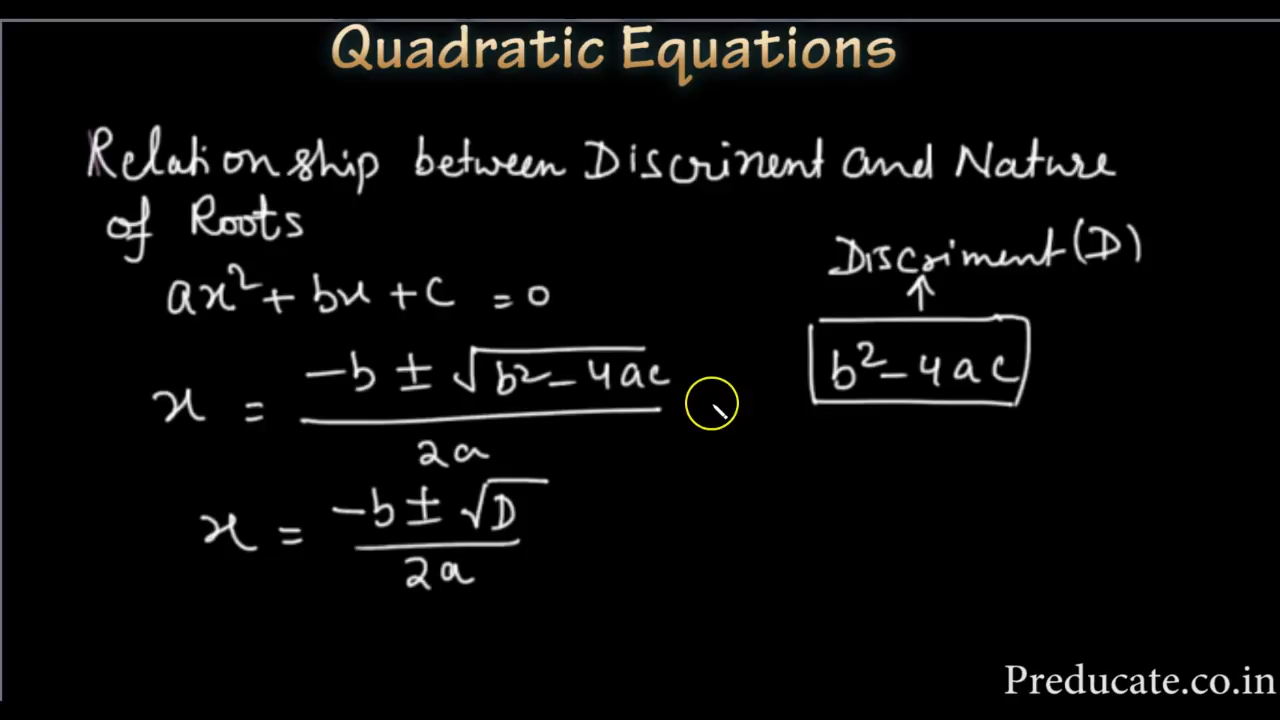 Quadratic Equations
Relationship between Discrinent and Nature
of Roots
Discriment (D)
ax² + bx + c = 0
b² - 4ac
x = (-b ± √(b² - 4ac)) / 2a
x = (-b ± √D) / 2a
Preducate.co.in